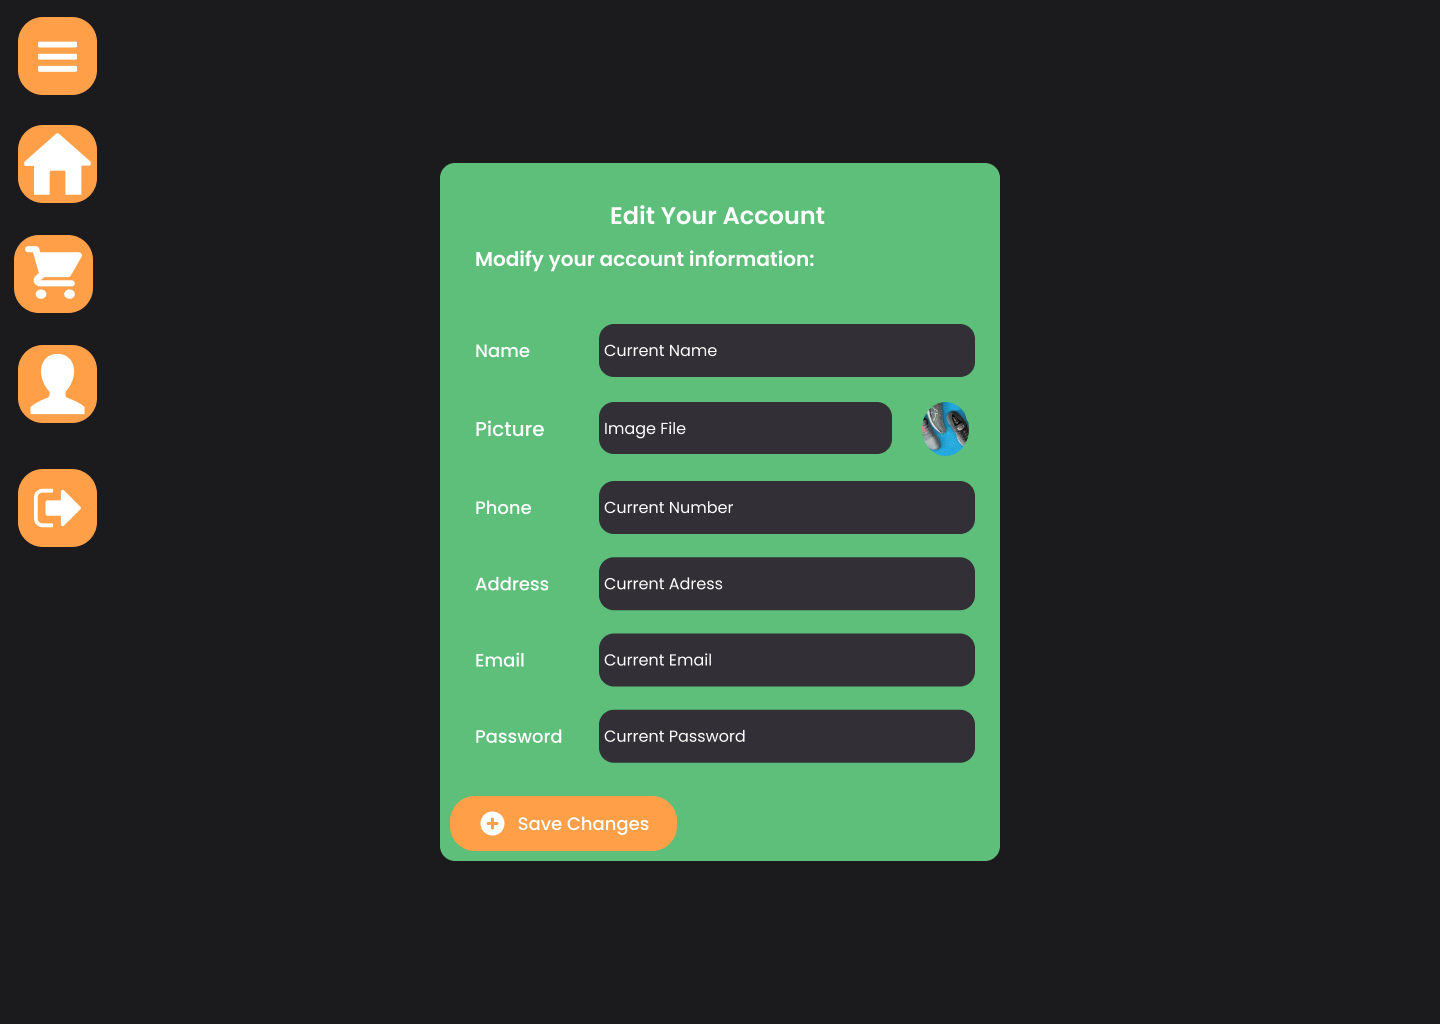 Edit Your Account
Modify your account information:
Name
Current Name
Picture
Image File
Phone
Current Number
Address
Current Adress
Email
Current Email
Password
Current Password
Save Changes